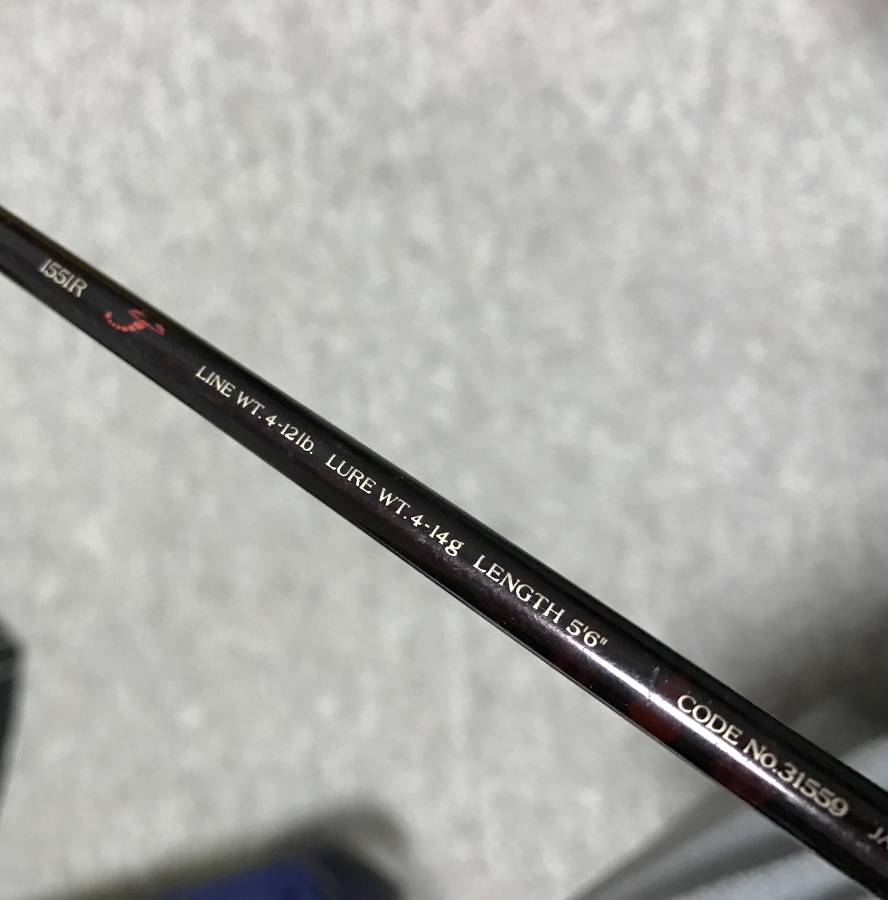 1551R LINE WT. 4-12lb. LURE WT. 4-14g LENGTH 5'6" CODE No.31559